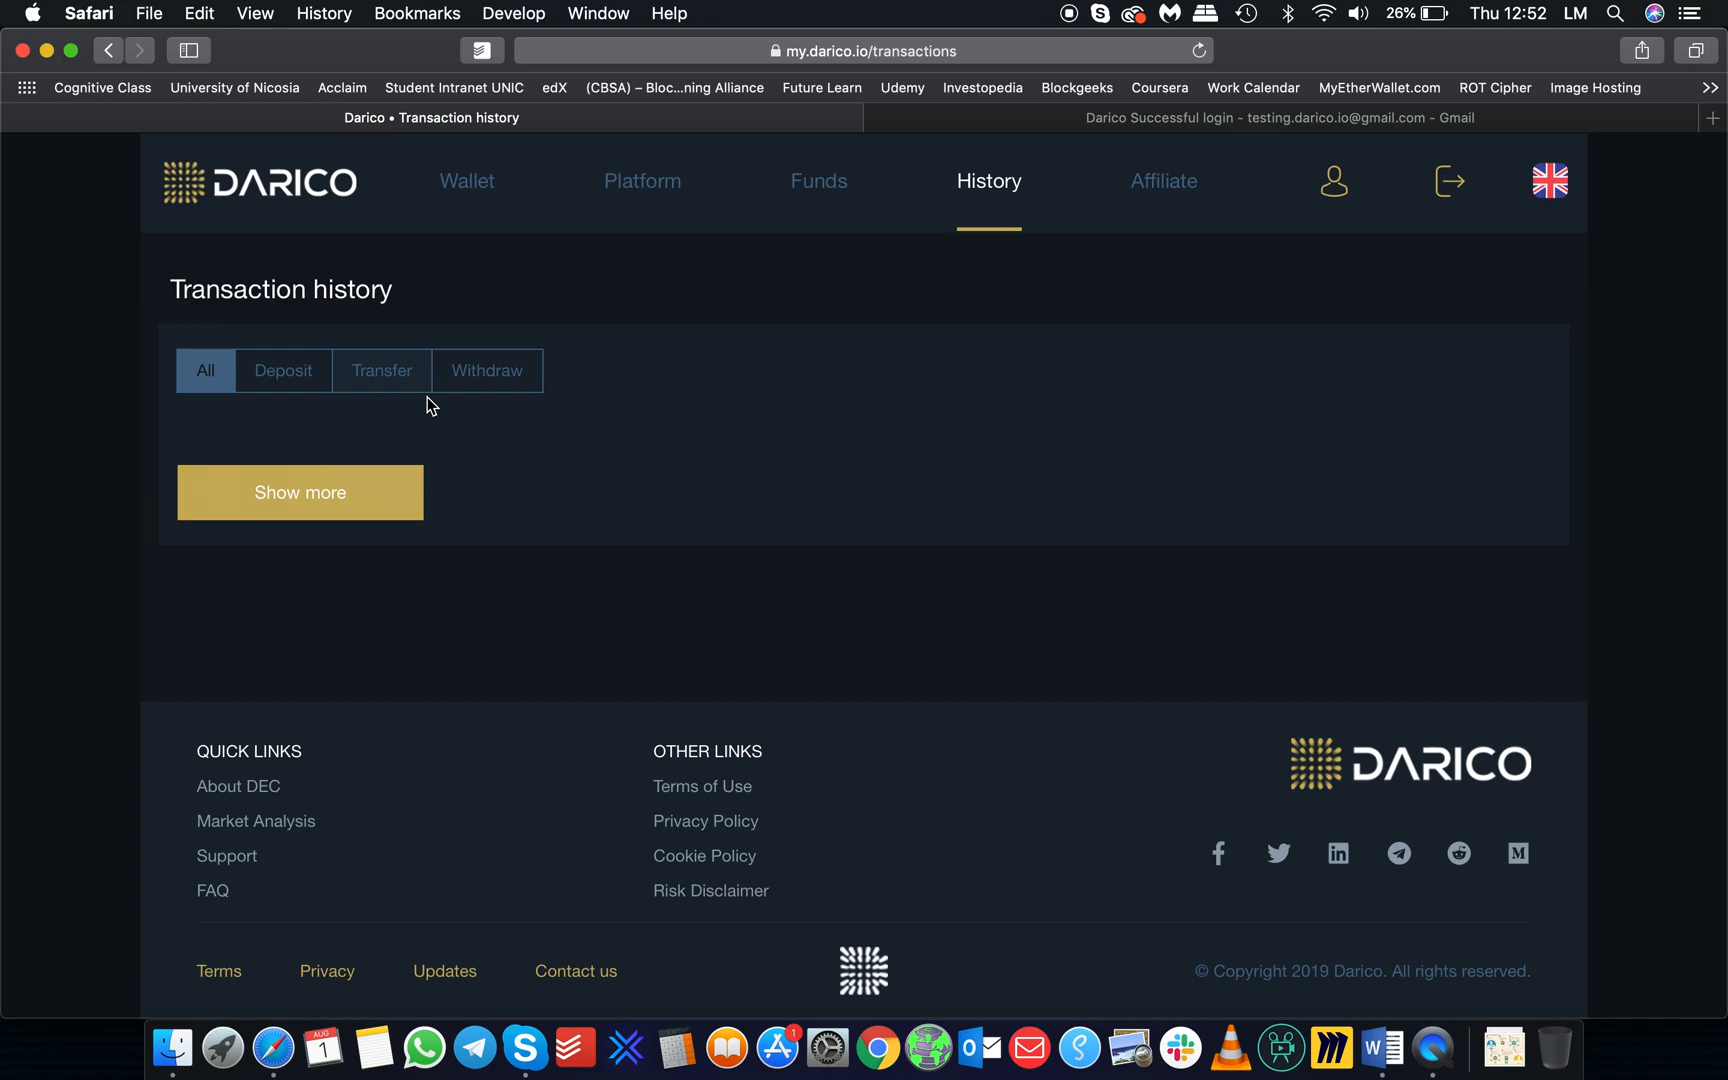 Safari File Edit View History Bookmarks Develop Window Help 26% Thu 12:52 LM
my.darico.io/transactions
Cognitive Class University of Nicosia Acclaim Student Intranet UNIC edX (CBSA) – Bloc...ning Alliance Future Learn Udemy Investopedia Blockgeeks Coursera Work Calendar MyEtherWallet.com ROT Cipher Image Hosting
Darico • Transaction history Darico Successful login - testing.darico.io@gmail.com - Gmail
DARICO Wallet Platform Funds History Affiliate
Transaction history
All Deposit Transfer Withdraw
Show more
QUICK LINKS OTHER LINKS DARICO
About DEC Terms of Use
Market Analysis Privacy Policy
Support Cookie Policy
FAQ Risk Disclaimer
Terms Privacy Updates Contact us © Copyright 2019 Darico. All rights reserved.
AUG
1
1